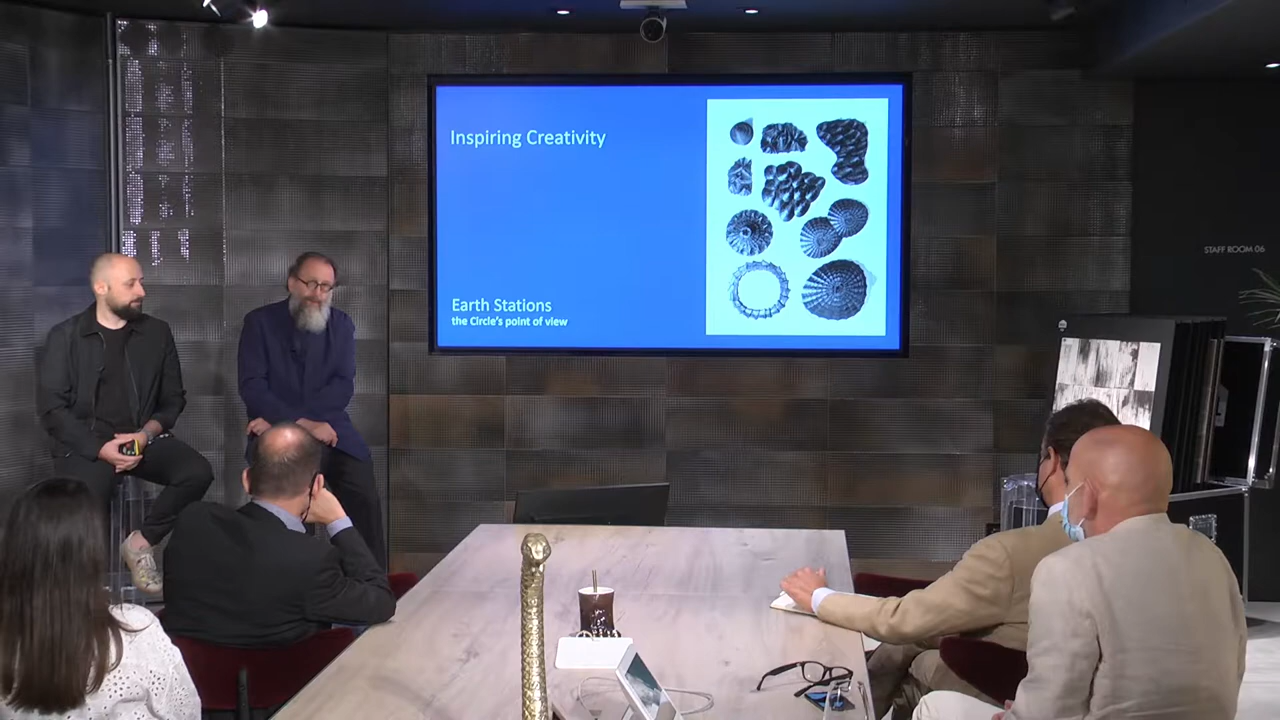 Inspiring Creativity
Earth Stations
the Circle's point of view
STAFF ROOM 06